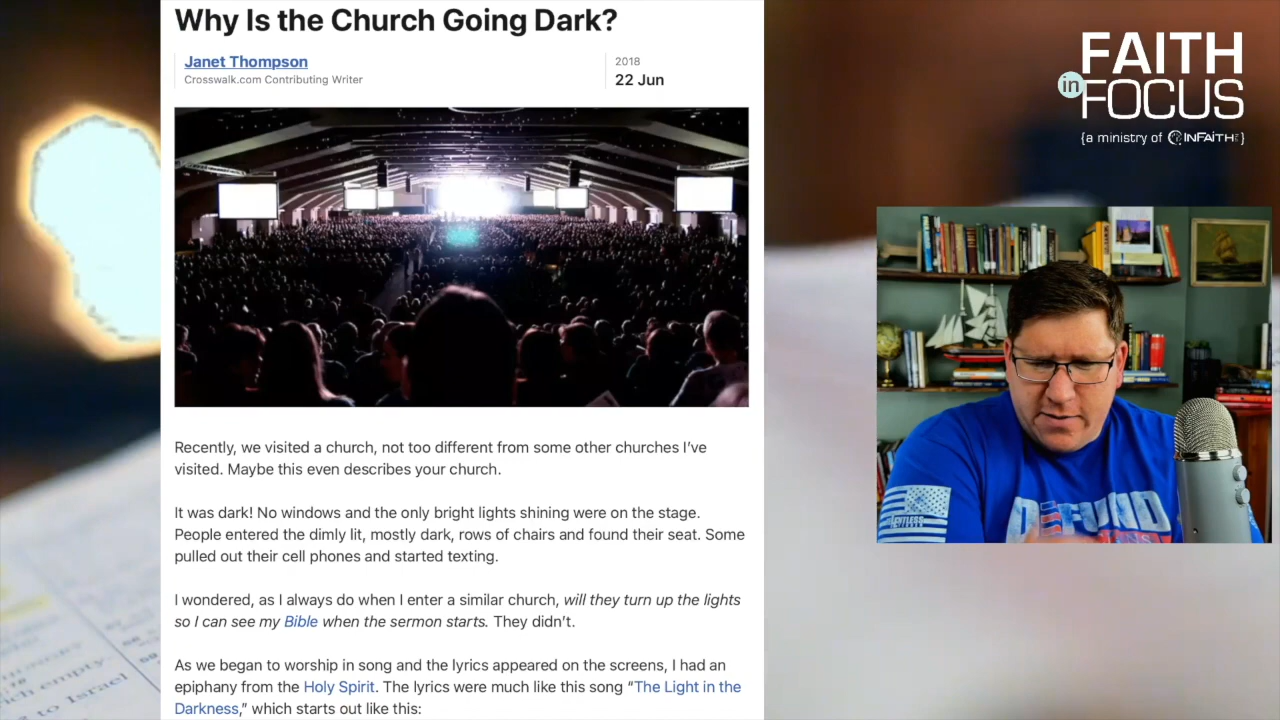 Why Is the Church Going Dark?
Janet Thompson
Crosswalk.com Contributing Writer
2018
22 Jun
Recently, we visited a church, not too different from some other churches I’ve
visited. Maybe this even describes your church.
It was dark! No windows and the only bright lights shining were on the stage.
People entered the dimly lit, mostly dark, rows of chairs and found their seat. Some
pulled out their cell phones and started texting.
I wondered, as I always do when I enter a similar church, will they turn up the lights
so I can see my Bible when the sermon starts. They didn’t.
As we began to worship in song and the lyrics appeared on the screens, I had an
epiphany from the Holy Spirit. The lyrics were much like this song “The Light in the
Darkness,” which starts out like this:
FAITH
in
FOCUS
{a ministry of INFAITH}
empty
to Israel